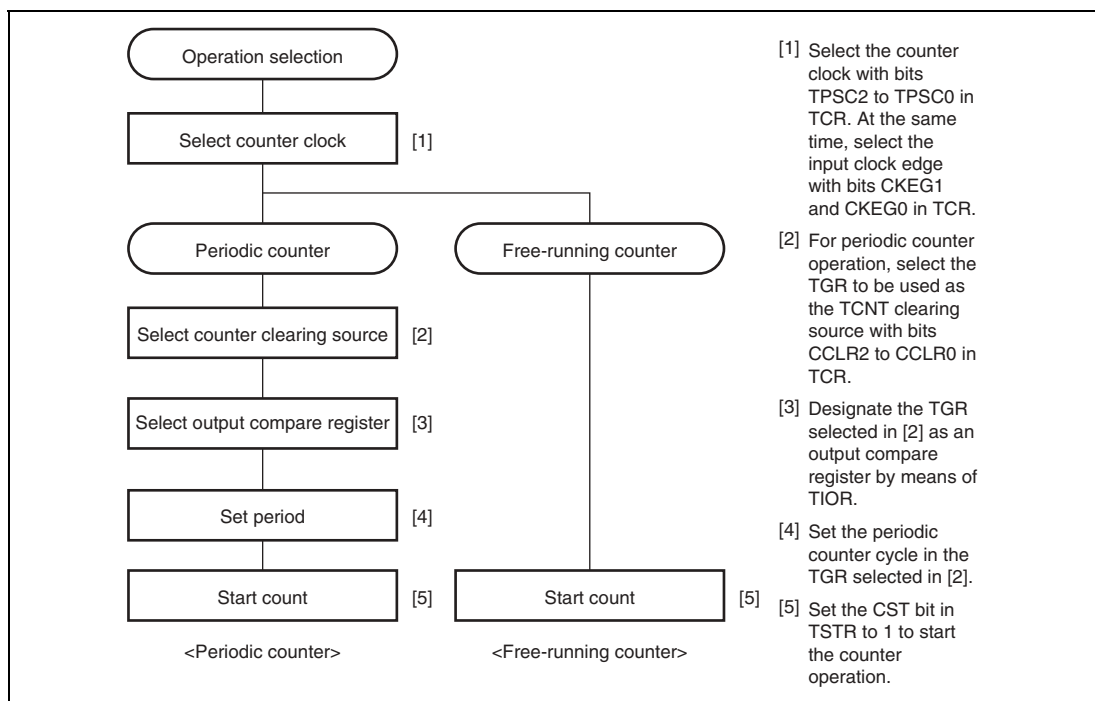 Operation selection
Select counter clock
[1]
Periodic counter
Free-running counter
Select counter clearing source
[2]
Select output compare register
[3]
Set period
[4]
Start count
[5]
Start count
[5]
<Periodic counter>
<Free-running counter>
[1] Select the counter
clock with bits
TPSC2 to TPSC0 in
TCR. At the same
time, select the
input clock edge
with bits CKEG1
and CKEG0 in TCR.
[2] For periodic counter
operation, select the
TGR to be used as
the TCNT clearing
source with bits
CCLR2 to CCLR0 in
TCR.
[3] Designate the TGR
selected in [2] as an
output compare
register by means of
TIOR.
[4] Set the periodic
counter cycle in the
TGR selected in [2].
[5] Set the CST bit in
TSTR to 1 to start
the counter
operation.